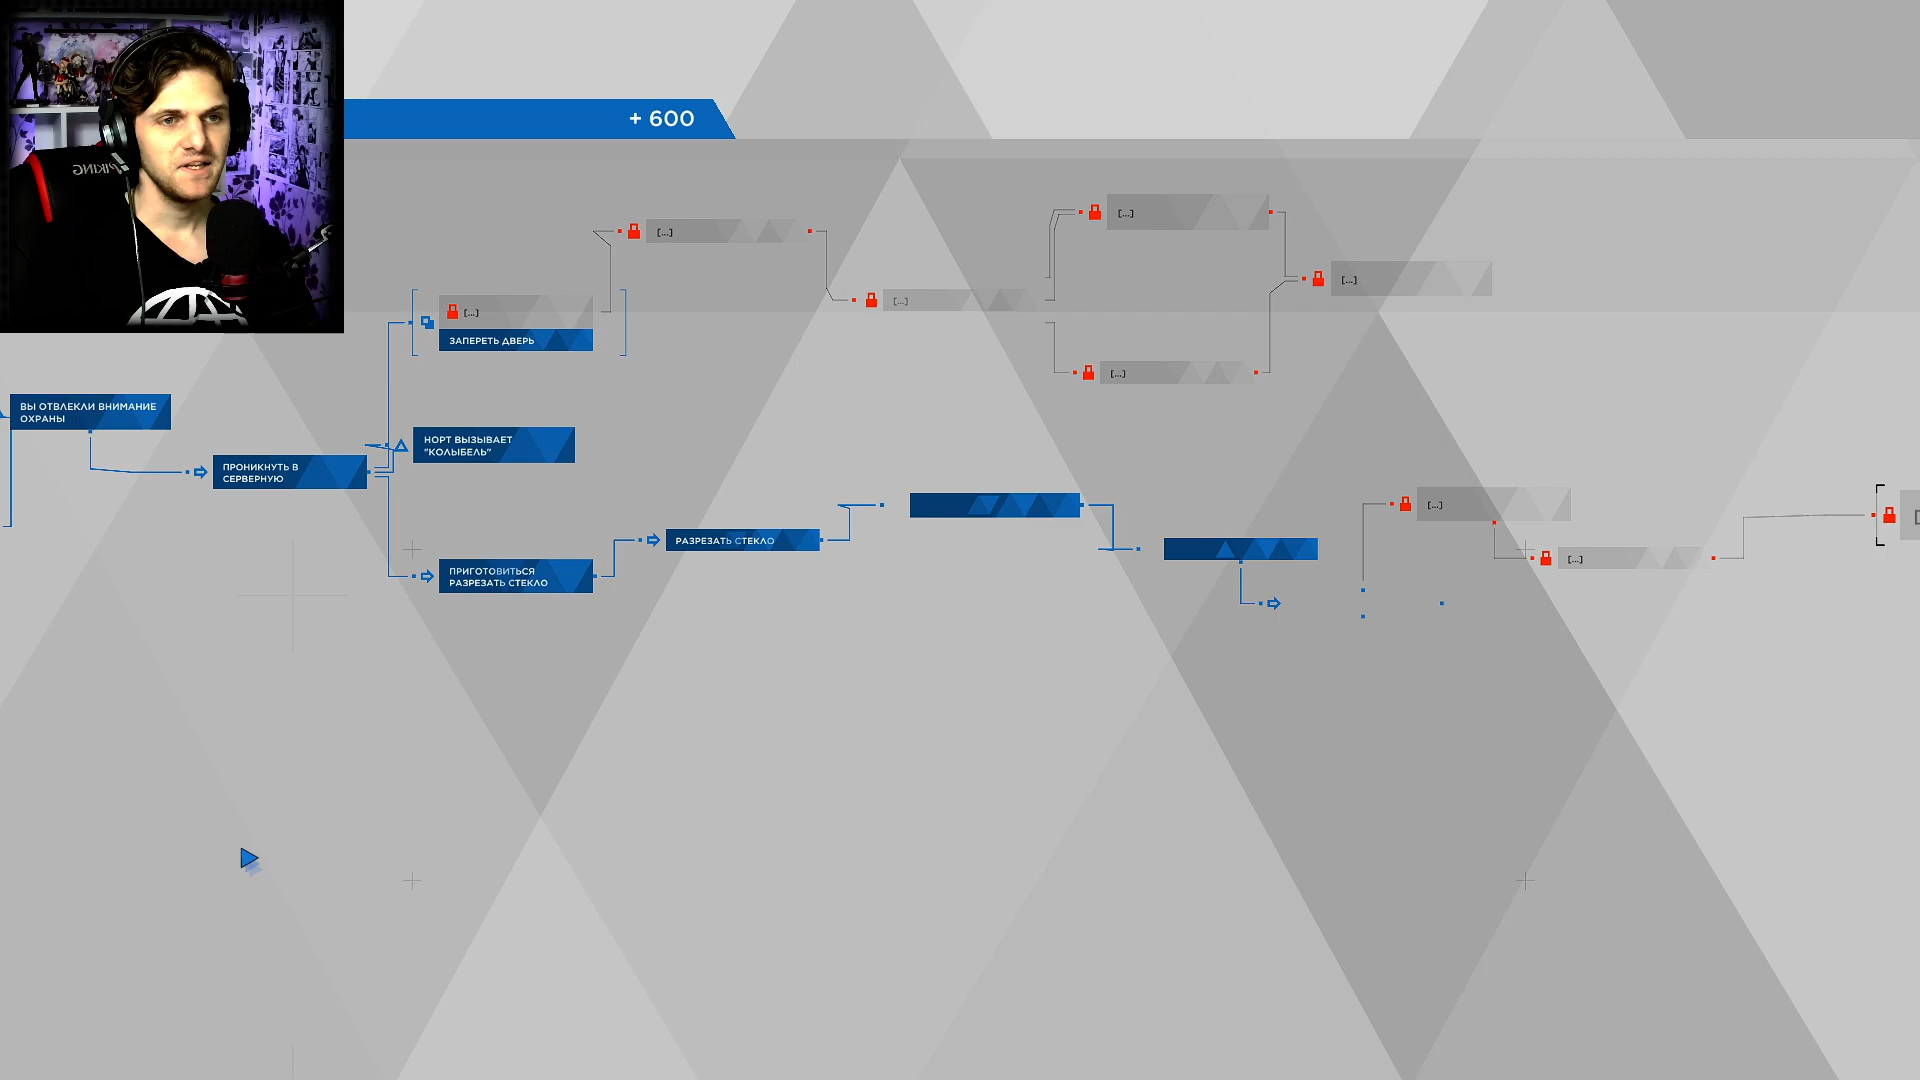 + 600
[...]
[...]
[...]
[...]
[...]
ЗАПЕРЕТЬ ДВЕРЬ
[...]
ВЫ ОТВЛЕКЛИ ВНИМАНИЕ
ОХРАНЫ
НОРТ ВЫЗЫВАЕТ
"КОЛЫБЕЛЬ"
ПРОНИКНУТЬ В
СЕРВЕРНУЮ
[...]
РАЗРЕЗАТЬ СТЕКЛО
[...]
ПРИГОТОВИТЬСЯ
РАЗРЕЗАТЬ СТЕКЛО